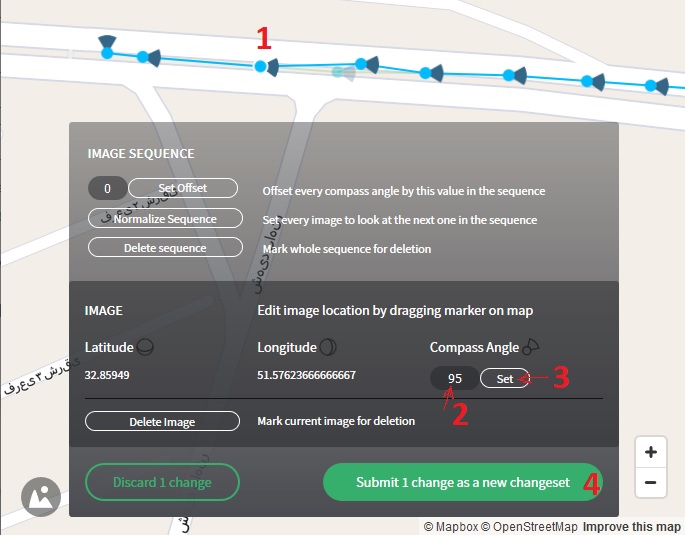 1
IMAGE SEQUENCE
0 Set Offset Offset every compass angle by this value in the sequence
Normalize Sequence Set every image to look at the next one in the sequence
Delete sequence Mark whole sequence for deletion
IMAGE Edit image location by dragging marker on map
Latitude Longitude Compass Angle
32.85949 51.57623666666667 95 Set 3
2
Delete Image Mark current image for deletion
Discard 1 change Submit 1 change as a new changeset 4
+
−
© Mapbox © OpenStreetMap Improve this map